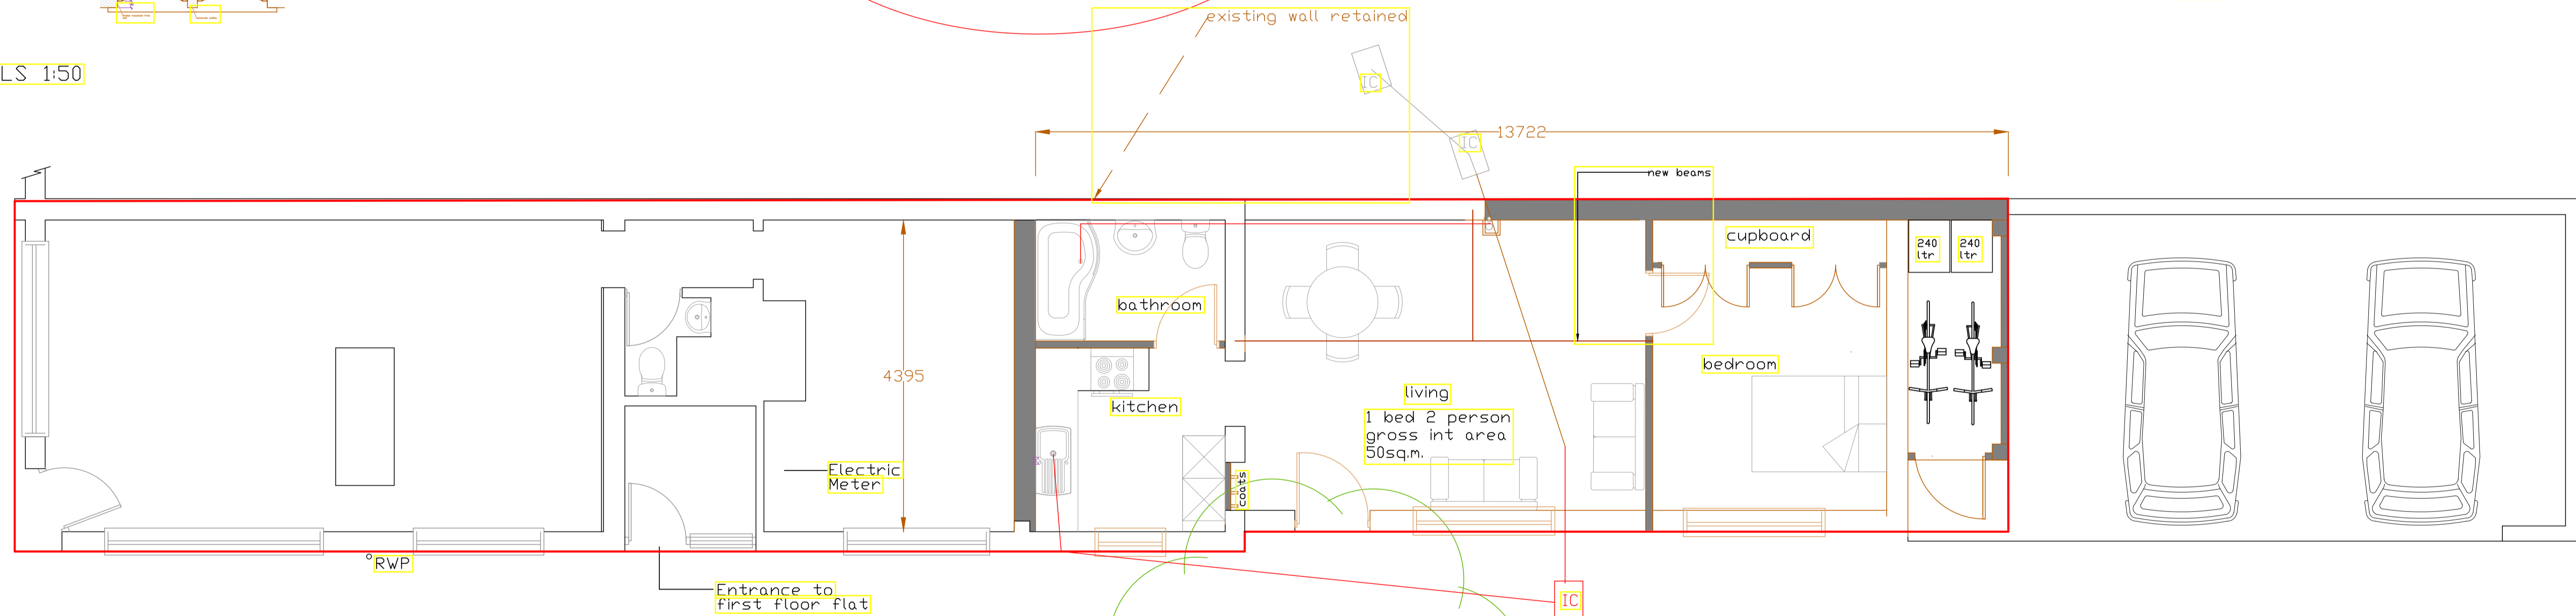 LS 1:50
existing wall retained
IC
IC
13722
new beams
cupboard
240
ltr
240
ltr
bathroom
bedroom
4395
kitchen
living
1 bed 2 person
gross int area
50sq.m.
Electric
Meter
coats
RWP
Entrance to
first floor flat
IC